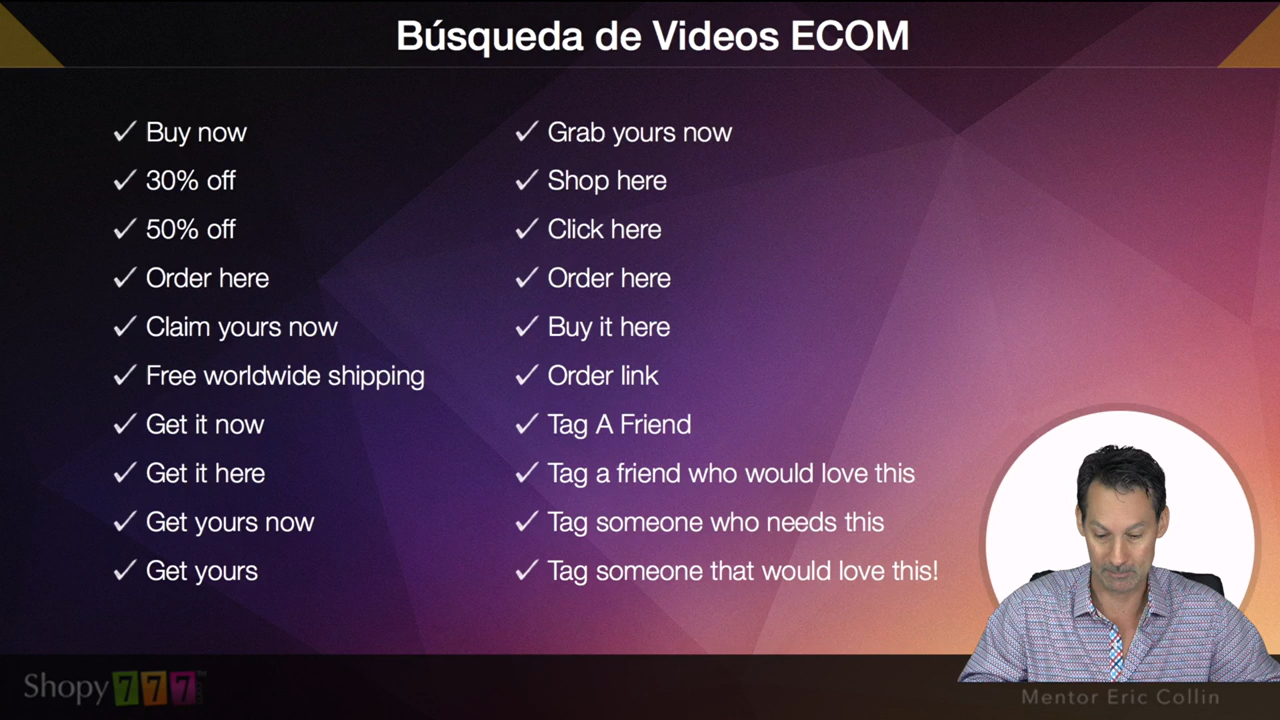 Búsqueda de Videos ECOM
Buy now
30% off
50% off
Order here
Claim yours now
Free worldwide shipping
Get it now
Get it here
Get yours now
Get yours
Grab yours now
Shop here
Click here
Order here
Buy it here
Order link
Tag A Friend
Tag a friend who would love this
Tag someone who needs this
Tag someone that would love this!
Shopy777
Mentor Eric Collin